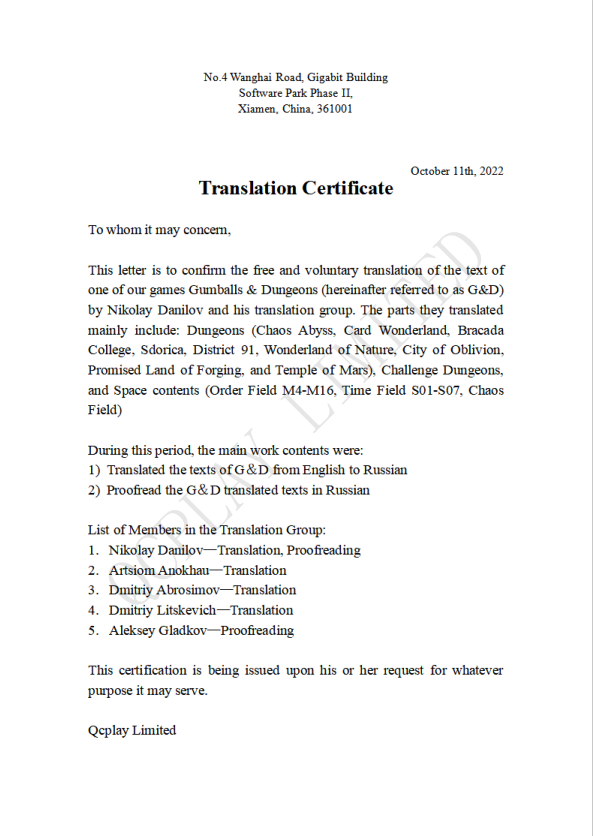 No.4 Wanghai Road, Gigabit Building
Software Park Phase II,
Xiamen, China, 361001
October 11th, 2022
Translation Certificate
To whom it may concern,
This letter is to confirm the free and voluntary translation of the text of
one of our games Gumballs & Dungeons (hereinafter referred to as G&D)
by Nikolay Danilov and his translation group. The parts they translated
mainly include: Dungeons (Chaos Abyss, Card Wonderland, Bracada
College, Sdorica, District 91, Wonderland of Nature, City of Oblivion,
Promised Land of Forging, and Temple of Mars), Challenge Dungeons,
and Space contents (Order Field M4-M16, Time Field S01-S07, Chaos
Field)
During this period, the main work contents were:
1) Translated the texts of G&D from English to Russian
2) Proofread the G&D translated texts in Russian
List of Members in the Translation Group:
1. Nikolay Danilov—Translation, Proofreading
2. Artsiom Anokhau—Translation
3. Dmitriy Abrosimov—Translation
4. Dmitriy Litskevich—Translation
5. Aleksey Gladkov—Proofreading
This certification is being issued upon his or her request for whatever
purpose it may serve.
Qcplay Limited
QCPLAY LIMITED